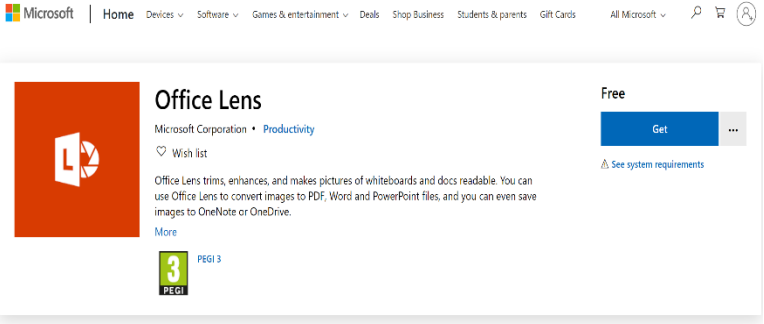 Microsoft Home Devices Software Games & entertainment Deals Shop Business Students & parents Gift Cards All Microsoft
Office Lens
Free
Microsoft Corporation • Productivity
Get ...
Wish list
See system requirements
L
Office Lens trims, enhances, and makes pictures of whiteboards and docs readable. You can
use Office Lens to convert images to PDF, Word and PowerPoint files, and you can even save
images to OneNote or OneDrive.
More
3
PEGI
PEGI 3